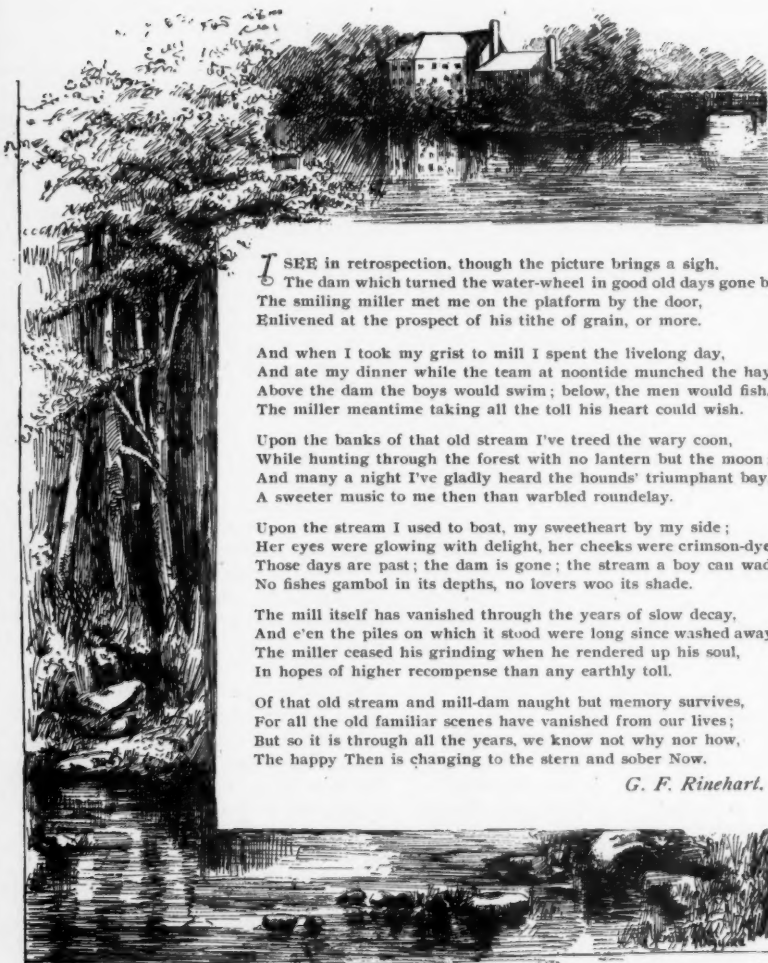 I SEE in retrospection, though the picture brings a sigh,
The dam which turned the water-wheel in good old days gone b
The smiling miller met me on the platform by the door,
Enlivened at the prospect of his tithe of grain, or more.
And when I took my grist to mill I spent the livelong day,
And ate my dinner while the team at noontide munched the hay
Above the dam the boys would swim; below, the men would fish,
The miller meantime taking all the toll his heart could wish.
Upon the banks of that old stream I've treed the wary coon,
While hunting through the forest with no lantern but the moon;
And many a night I've gladly heard the hounds' triumphant bay
A sweeter music to me then than warbled roundelay.
Upon the stream I used to boat, my sweetheart by my side;
Her eyes were glowing with delight, her cheeks were crimson-dye
Those days are past; the dam is gone; the stream a boy can wad
No fishes gambol in its depths, no lovers woo its shade.
The mill itself has vanished through the years of slow decay,
And e'en the piles on which it stood were long since washed away
The miller ceased his grinding when he rendered up his soul,
In hopes of higher recompense than any earthly toll.
Of that old stream and mill-dam naught but memory survives,
For all the old familiar scenes have vanished from our lives;
But so it is through all the years, we know not why nor how,
The happy Then is changing to the stern and sober Now.
G. F. Rinehart.